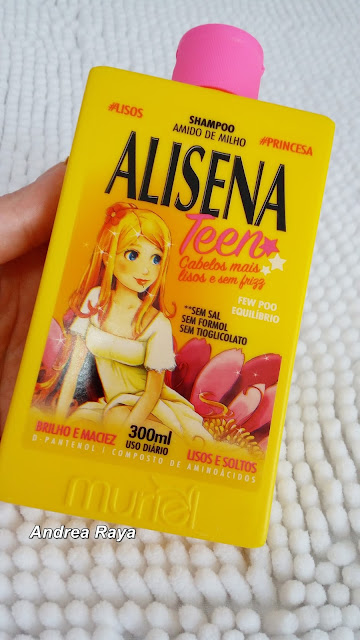 #LISOS
SHAMPOO
AMIDO DE MILHO
#PRINCESA
ALISENA
Teen
Cabelos mais
lisos e sem frizz
FEW POO
EQUILÍBRIO
**SEM SAL
SEM FORMOL
SEM TIOGLICOLATO
BRILHO E MACIEZ
300ml
USO DIÁRIO
LISOS E SOLTOS
D-PANTENOL | COMPOSTO DE AMINOÁCIDOS
muriel
Andrea Raya